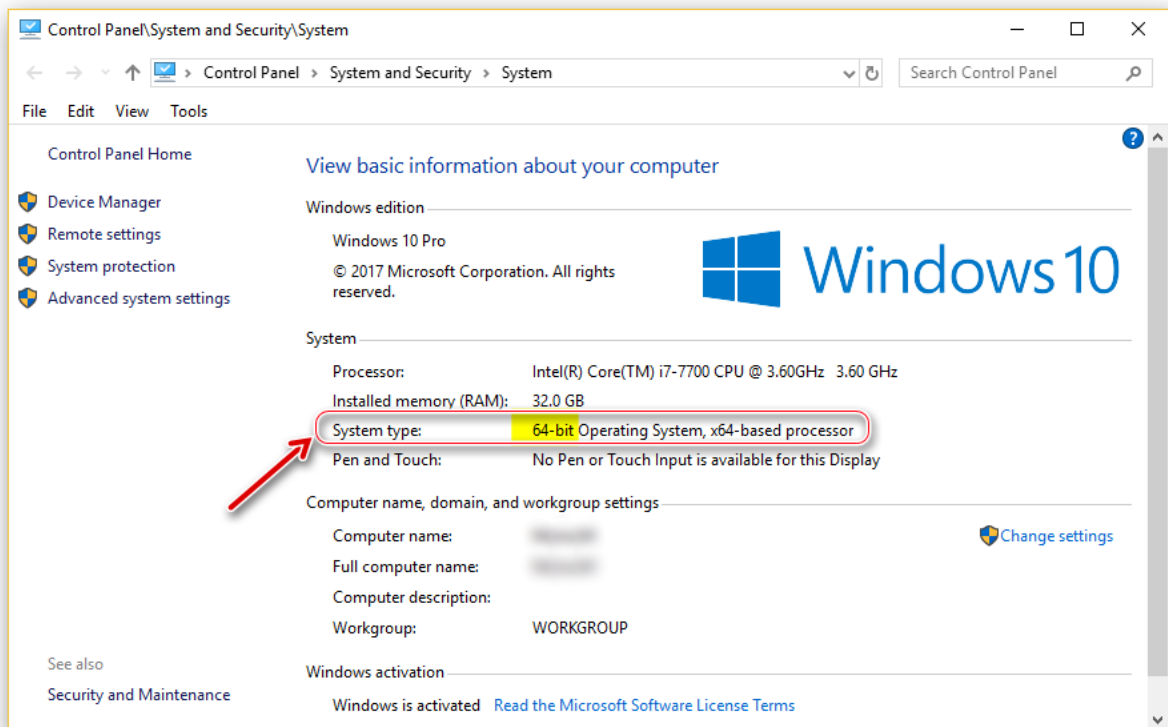 Control Panel\System and Security\System
Control Panel › System and Security › System
Search Control Panel
File Edit View Tools
?
Control Panel Home
Device Manager
Remote settings
System protection
Advanced system settings
View basic information about your computer
Windows edition
Windows 10 Pro
© 2017 Microsoft Corporation. All rights
reserved.
Windows 10
System
Processor: Intel(R) Core(TM) i7-7700 CPU @ 3.60GHz 3.60 GHz
Installed memory (RAM): 32.0 GB
System type: 64-bit Operating System, x64-based processor
Pen and Touch: No Pen or Touch Input is available for this Display
Computer name, domain, and workgroup settings
Computer name:
Change settings
Full computer name:
Computer description:
Workgroup: WORKGROUP
Windows activation
Windows is activated Read the Microsoft Software License Terms
See also
Security and Maintenance